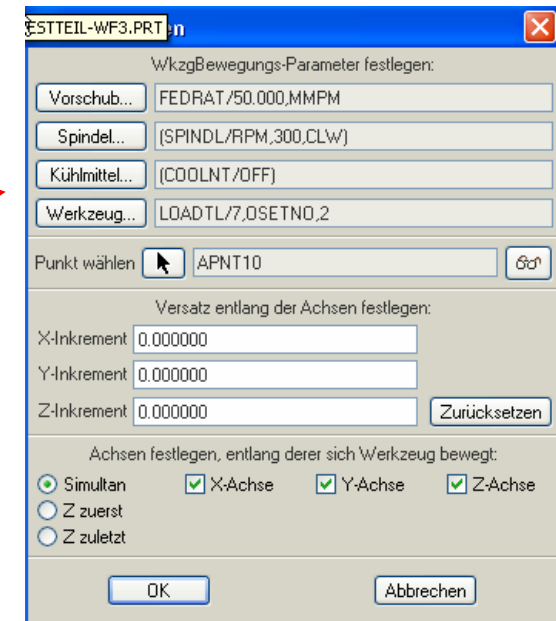 ESTTEIL-WF3.PRT en
WkzgBewegungs-Parameter festlegen:
Vorschub... FEDRAT/50.000,MMPM
Spindel... (SPINDL/RPM,300,CLW)
Kühlmittel... (COOLNT/OFF)
Werkzeug... LOADTL/7,OSETNO,2
Punkt wählen APNT10
Versatz entlang der Achsen festlegen:
X-Inkrement 0.000000
Y-Inkrement 0.000000
Z-Inkrement 0.000000 Zurücksetzen
Achsen festlegen, entlang derer sich Werkzeug bewegt:
Simultan X-Achse Y-Achse Z-Achse
Z zuerst
Z zuletzt
OK Abbrechen